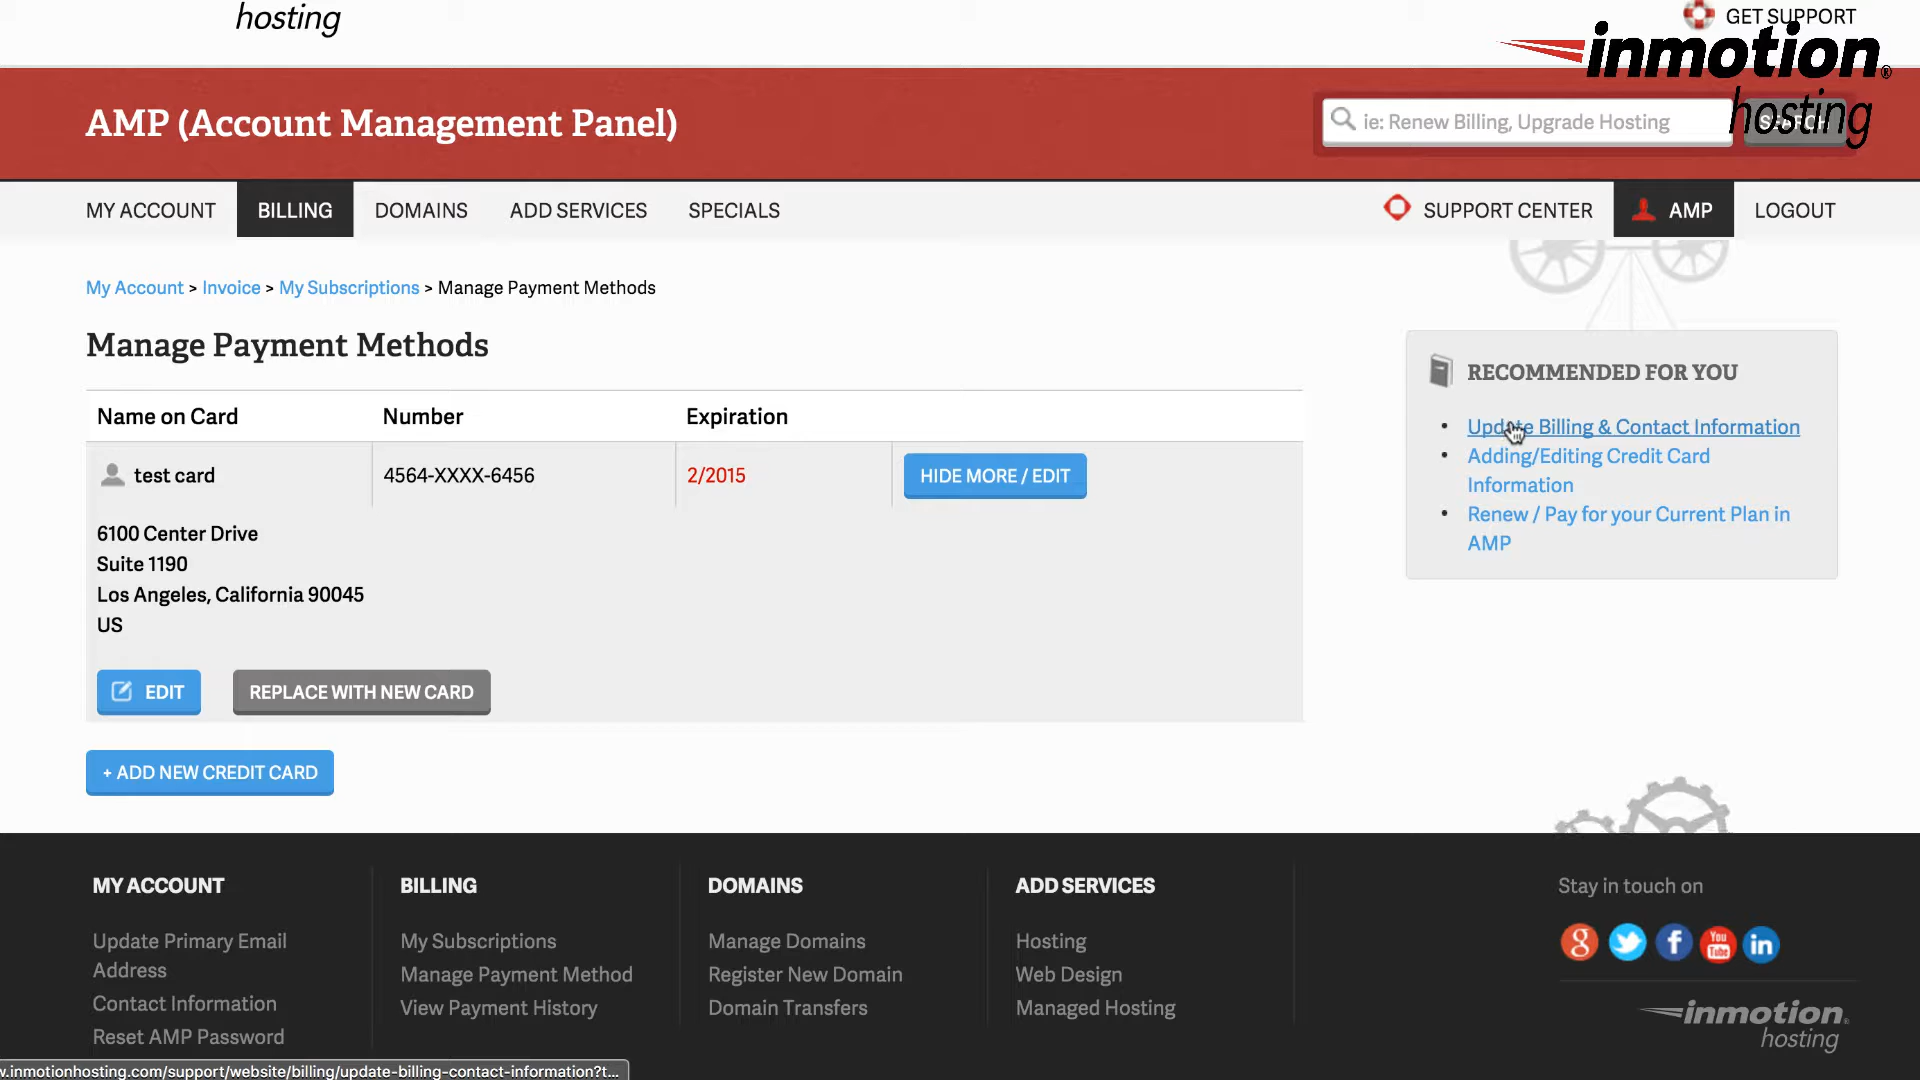 hosting
GET SUPPORT
inmotion®
hosting
AMP (Account Management Panel)
ie: Renew Billing, Upgrade Hosting
SEARCH
MY ACCOUNT BILLING DOMAINS ADD SERVICES SPECIALS SUPPORT CENTER AMP LOGOUT
My Account > Invoice > My Subscriptions > Manage Payment Methods
Manage Payment Methods
Name on Card Number Expiration
test card 4564-XXXX-6456 2/2015 HIDE MORE / EDIT
6100 Center Drive
Suite 1190
Los Angeles, California 90045
US
EDIT REPLACE WITH NEW CARD
+ ADD NEW CREDIT CARD
RECOMMENDED FOR YOU
• Update Billing & Contact Information
• Adding/Editing Credit Card
Information
• Renew / Pay for your Current Plan in
AMP
MY ACCOUNT
Update Primary Email
Address
Contact Information
Reset AMP Password
BILLING
My Subscriptions
Manage Payment Method
View Payment History
DOMAINS
Manage Domains
Register New Domain
Domain Transfers
ADD SERVICES
Hosting
Web Design
Managed Hosting
Stay in touch on
g f You Tube in
inmotion®
hosting
w.inmotionhosting.com/support/website/billing/update-billing-contact-information?t...